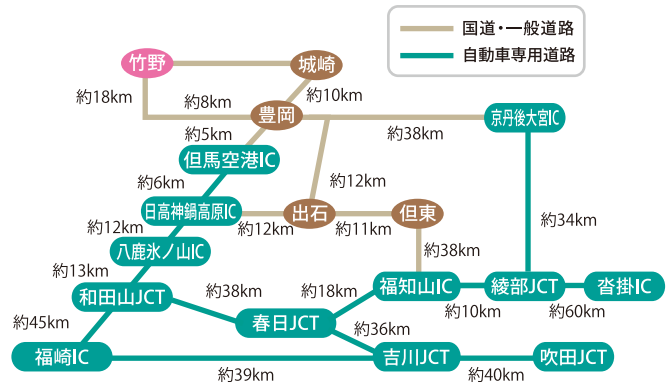 国道・一般道路
自動車専用道路
竹野
城崎
約18km
約8km
約10km
豊岡
京丹後大宮IC
約5km
約38km
但馬空港IC
約6km
約12km
日高神鍋高原IC
出石
但東
約12km
約12km
約11km
約34km
八鹿氷ノ山IC
約38km
約13km
和田山JCT
約38km
約18km
福知山IC
綾部JCT
沓掛IC
約10km
約60km
約45km
春日JCT
約36km
福崎IC
吉川JCT
吹田JCT
約39km
約40km